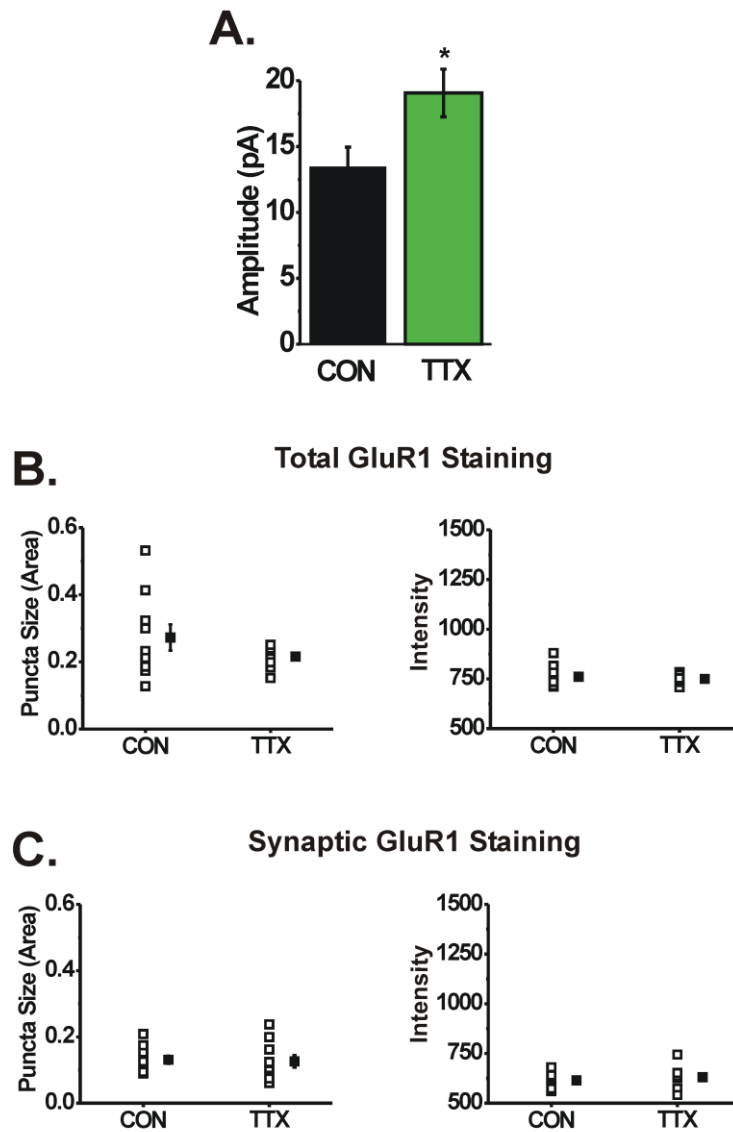 A.
*
20
15
10
5
0
Amplitude (pA)
CON TTX
B.
Total GluR1 Staining
0.6
0.4
0.2
0.0
Puncta Size (Area)
CON TTX
1500
1250
1000
750
500
Intensity
CON TTX
C.
Synaptic GluR1 Staining
0.6
0.4
0.2
0.0
Puncta Size (Area)
CON TTX
1500
1250
1000
750
500
Intensity
CON TTX